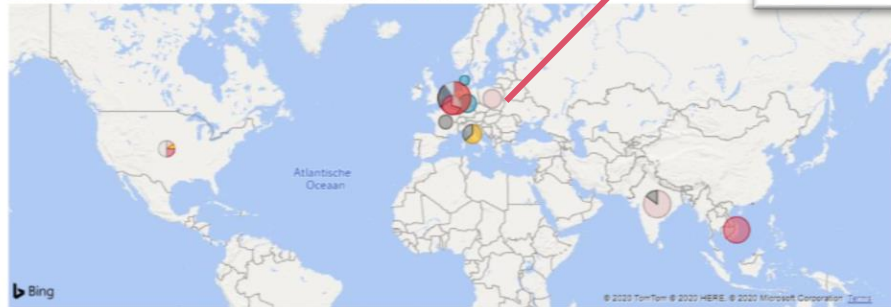 Atlantische
Oceaan
Bing
© 2020 TomTom © 2020 HERE, © 2020 Microsoft Corporation Terms